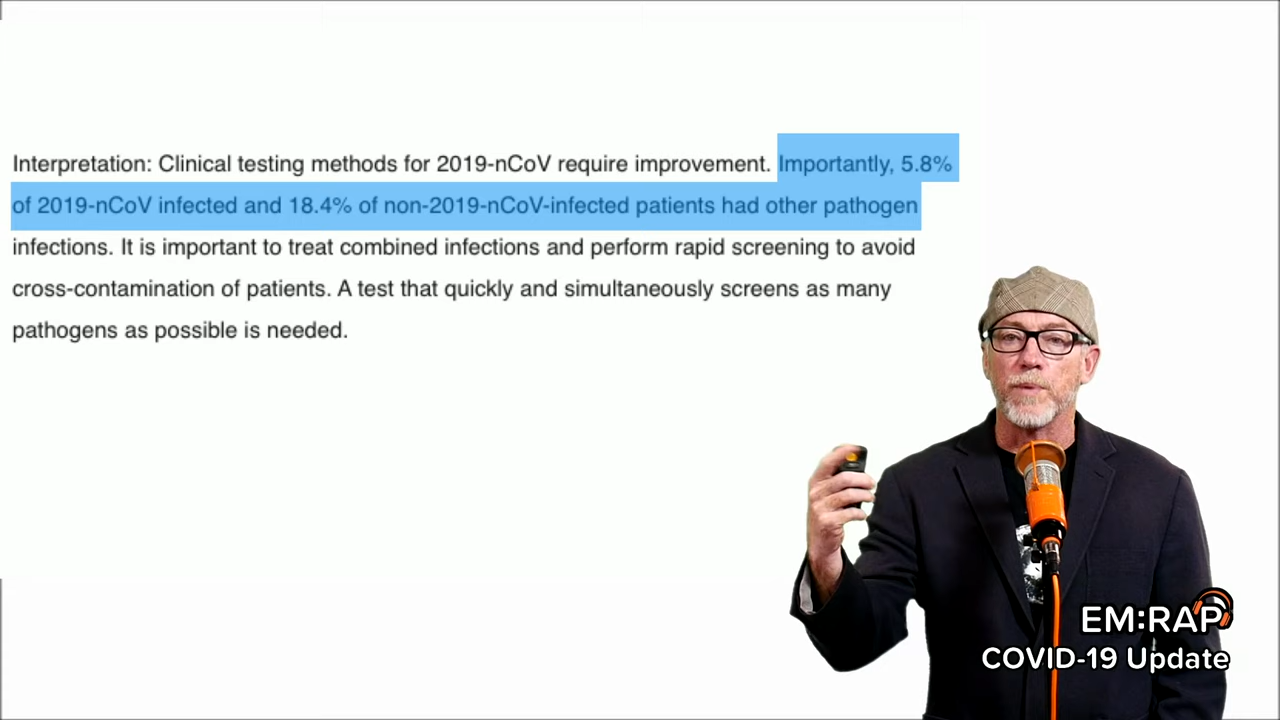 Interpretation: Clinical testing methods for 2019-nCoV require improvement. Importantly, 5.8%
of 2019-nCoV infected and 18.4% of non-2019-nCoV-infected patients had other pathogen
infections. It is important to treat combined infections and perform rapid screening to avoid
cross-contamination of patients. A test that quickly and simultaneously screens as many
pathogens as possible is needed.
EM:RAP
COVID-19 Update